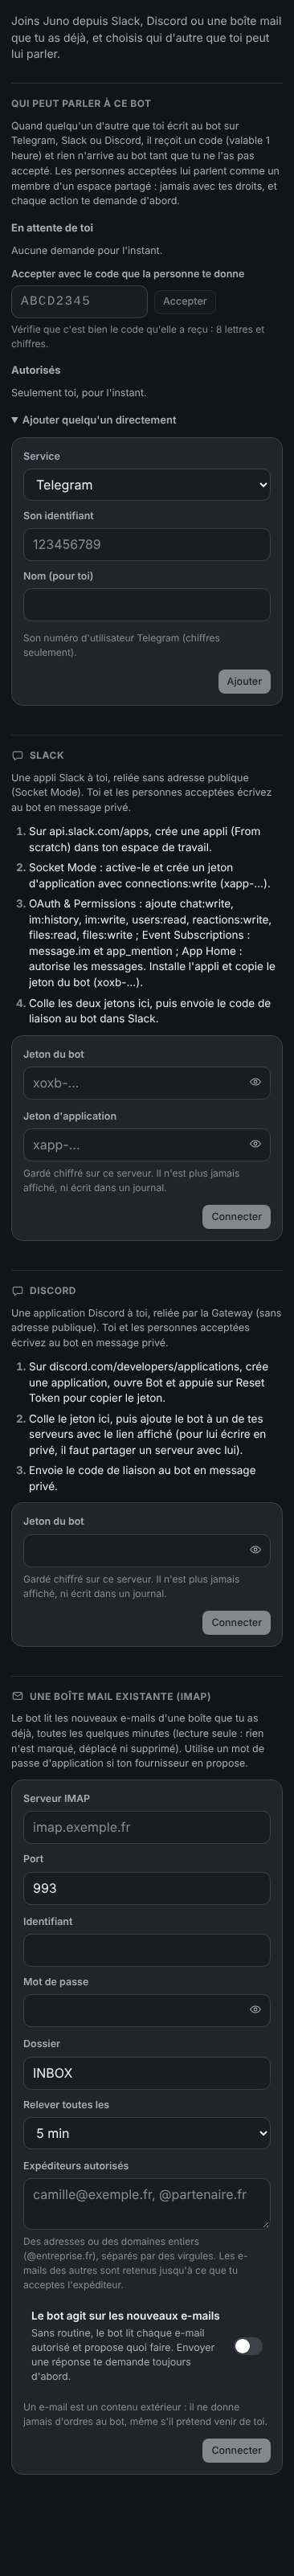 Joins Juno depuis Slack, Discord ou une boîte mail
que tu as déjà, et choisis qui d'autre que toi peut
lui parler.
QUI PEUT PARLER À CE BOT
Quand quelqu'un d'autre que toi écrit au bot sur
Telegram, Slack ou Discord, il reçoit un code (valable 1
heure) et rien n'arrive au bot tant que tu ne l'as pas
accepté. Les personnes acceptées lui parlent comme un
membre d'un espace partagé : jamais avec tes droits, et
chaque action te demande d'abord.
En attente de toi
Aucune demande pour l'instant.
Accepter avec le code que la personne te donne
ABCD2345
Accepter
Vérifie que c'est bien le code qu'elle a reçu : 8 lettres et
chiffres.
Autorisés
Seulement toi, pour l'instant.
▼ Ajouter quelqu'un directement
Service
Telegram
Son identifiant
123456789
Nom (pour toi)
Son numéro d'utilisateur Telegram (chiffres
seulement).
Ajouter
SLACK
Une appli Slack à toi, reliée sans adresse publique
(Socket Mode). Toi et les personnes acceptées écrivez
au bot en message privé.
1. Sur api.slack.com/apps, crée une appli (From
scratch) dans ton espace de travail.
2. Socket Mode : active-le et crée un jeton
d'application avec connections:write (xapp-…).
3. OAuth & Permissions : ajoute chat:write,
im:history, im:write, users:read, reactions:write,
files:read, files:write ; Event Subscriptions :
message.im et app_mention ; App Home :
autorise les messages. Installe l'appli et copie le
jeton du bot (xoxb-…).
4. Colle les deux jetons ici, puis envoie le code de
liaison au bot dans Slack.
Jeton du bot
xoxb-…
Jeton d'application
xapp-…
Gardé chiffré sur ce serveur. Il n'est plus jamais
affiché, ni écrit dans un journal.
Connecter
DISCORD
Une application Discord à toi, reliée par la Gateway (sans
adresse publique). Toi et les personnes acceptées
écrivez au bot en message privé.
1. Sur discord.com/developers/applications, crée
une application, ouvre Bot et appuie sur Reset
Token pour copier le jeton.
2. Colle le jeton ici, puis ajoute le bot à un de tes
serveurs avec le lien affiché (pour lui écrire en
privé, il faut partager un serveur avec lui).
3. Envoie le code de liaison au bot en message
privé.
Jeton du bot
Gardé chiffré sur ce serveur. Il n'est plus jamais
affiché, ni écrit dans un journal.
Connecter
UNE BOÎTE MAIL EXISTANTE (IMAP)
Le bot lit les nouveaux e-mails d'une boîte que tu as
déjà, toutes les quelques minutes (lecture seule : rien
n'est marqué, déplacé ni supprimé). Utilise un mot de
passe d'application si ton fournisseur en propose.
Serveur IMAP
imap.exemple.fr
Port
993
Identifiant
Mot de passe
Dossier
INBOX
Relever toutes les
5 min
Expéditeurs autorisés
camille@exemple.fr, @partenaire.fr
Des adresses ou des domaines entiers
(@entreprise.fr), séparés par des virgules. Les e-
mails des autres sont retenus jusqu'à ce que tu
acceptes l'expéditeur.
Le bot agit sur les nouveaux e-mails
Sans routine, le bot lit chaque e-mail
autorisé et propose quoi faire. Envoyer
une réponse te demande toujours
d'abord.
Un e-mail est un contenu extérieur : il ne donne
jamais d'ordres au bot, même s'il prétend venir de toi.
Connecter